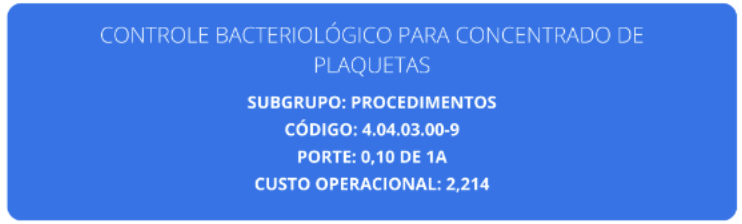 CONTROLE BACTERIOLÓGICO PARA CONCENTRADO DE
PLAQUETAS
SUBGRUPO: PROCEDIMENTOS
CÓDIGO: 4.04.03.00-9
PORTE: 0,10 DE 1A
CUSTO OPERACIONAL: 2,214